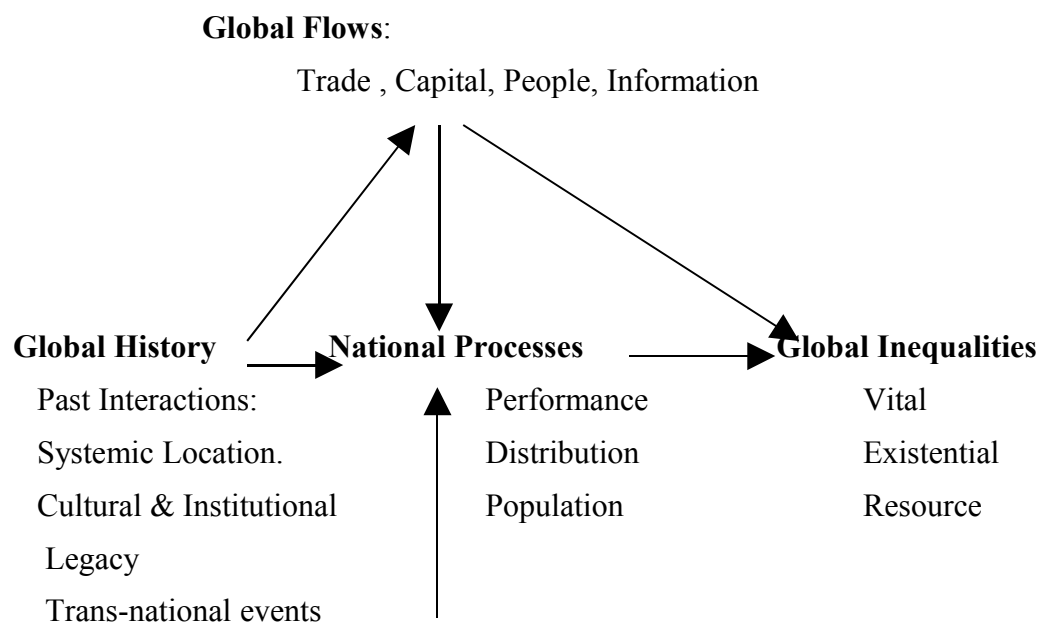 Global Flows:
Trade , Capital, People, Information
Global History
Past Interactions:
Systemic Location.
Cultural & Institutional
Legacy
Trans-national events
National Processes
Performance
Distribution
Population
Global Inequalities
Vital
Existential
Resource